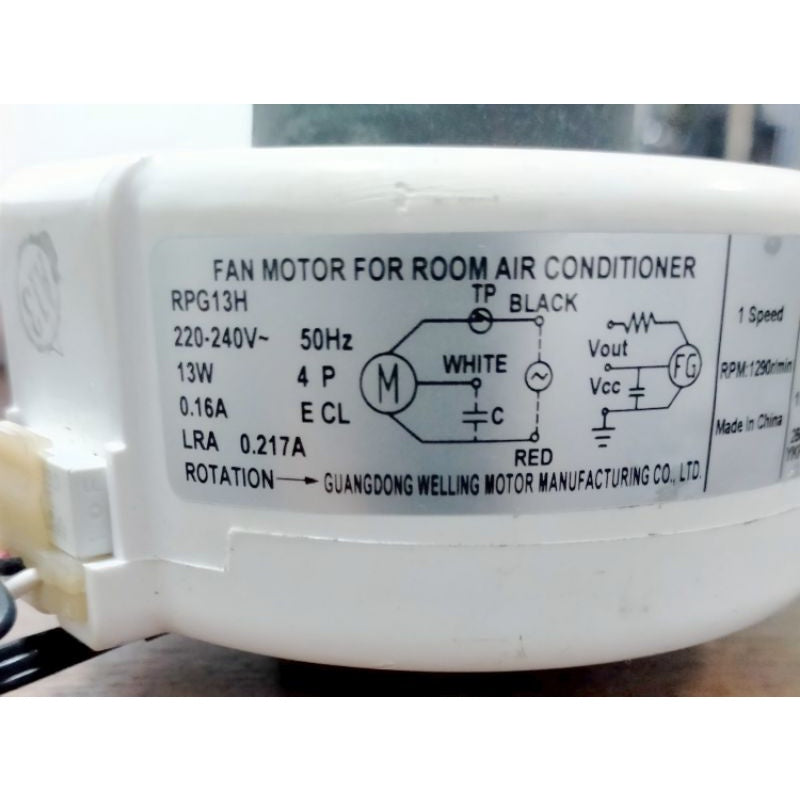 FAN MOTOR FOR ROOM AIR CONDITIONER
RPG13H
220-240V~ 50Hz
13W 4 P
0.16A E CL
LRA 0.217A
ROTATION → GUANGDONG WELLING MOTOR MANUFACTURING CO., LTD.
TP
BLACK
M
WHITE
C
RED
Vout
FG
Vcc
1 Speed
RPM:1290r/min
Made in China